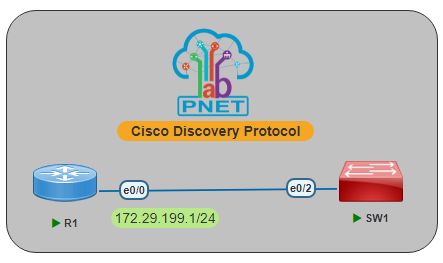 lab
PNET
Cisco Discovery Protocol
e0/0
e0/2
R1
172.29.199.1/24
SW1